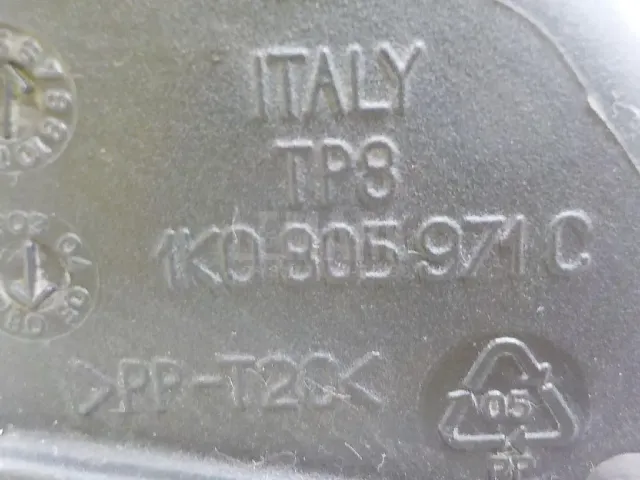 ITALY
TP8
1K0-805-971 C
>PP-T20<
05
PP